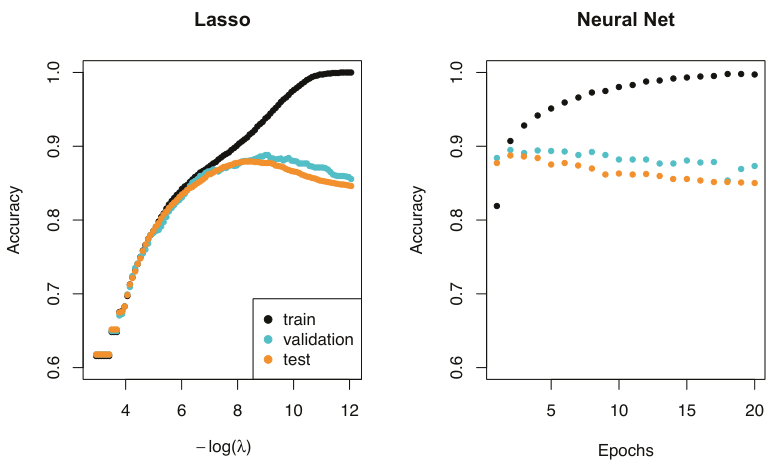 Lasso
Accuracy
0.6 0.7 0.8 0.9 1.0
4 6 8 10 12
−log(λ)
train
validation
test
Neural Net
Accuracy
0.6 0.7 0.8 0.9 1.0
5 10 15 20
Epochs